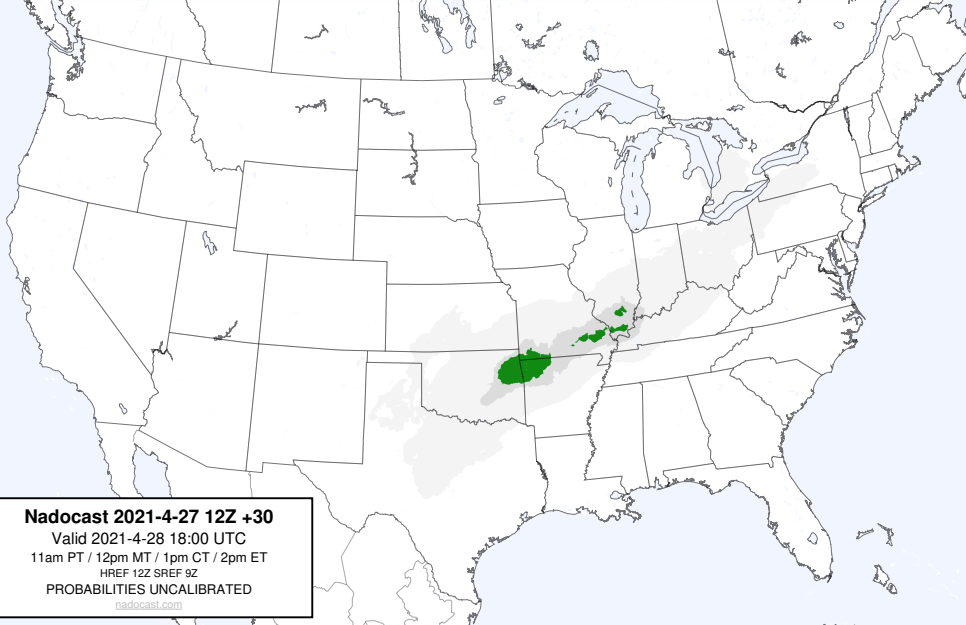 Nadocast 2021-4-27 12Z +30
Valid 2021-4-28 18:00 UTC
11am PT / 12pm MT / 1pm CT / 2pm ET
HREF 12Z SREF 9Z
PROBABILITIES UNCALIBRATED
nadocast.com